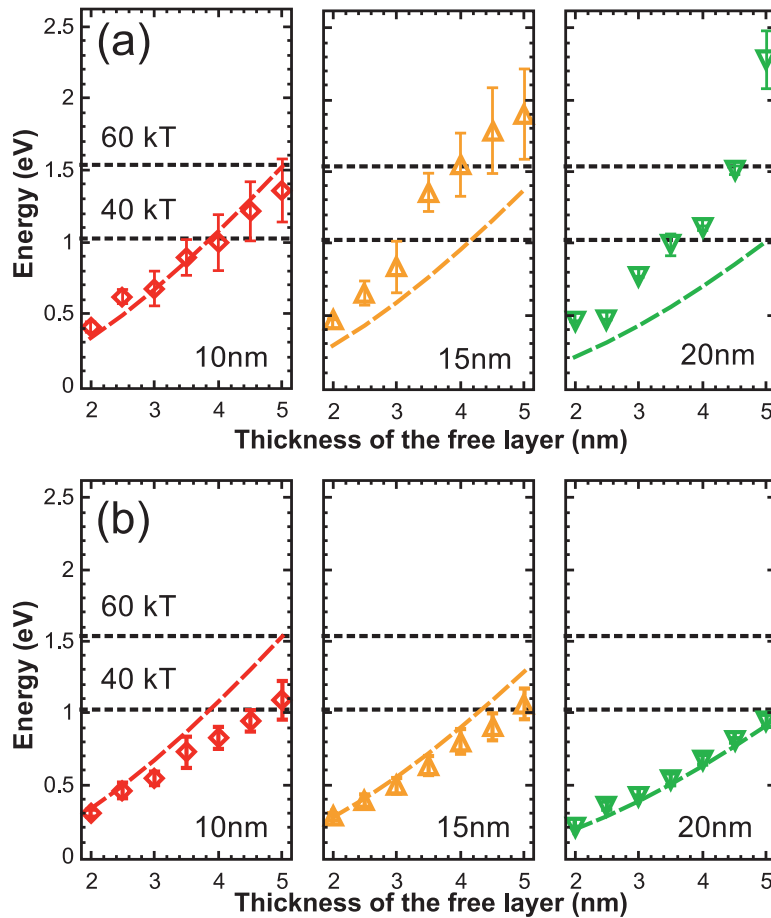 (a)
2.5
2
1.5
1
0.5
0
Energy (eV)
60 kT
40 kT
10nm
15nm
20nm
2 3 4 5 2 3 4 5 2 3 4 5
Thickness of the free layer (nm)
(b)
2.5
2
1.5
1
0.5
0
Energy (eV)
60 kT
40 kT
10nm
15nm
20nm
2 3 4 5 2 3 4 5 2 3 4 5
Thickness of the free layer (nm)